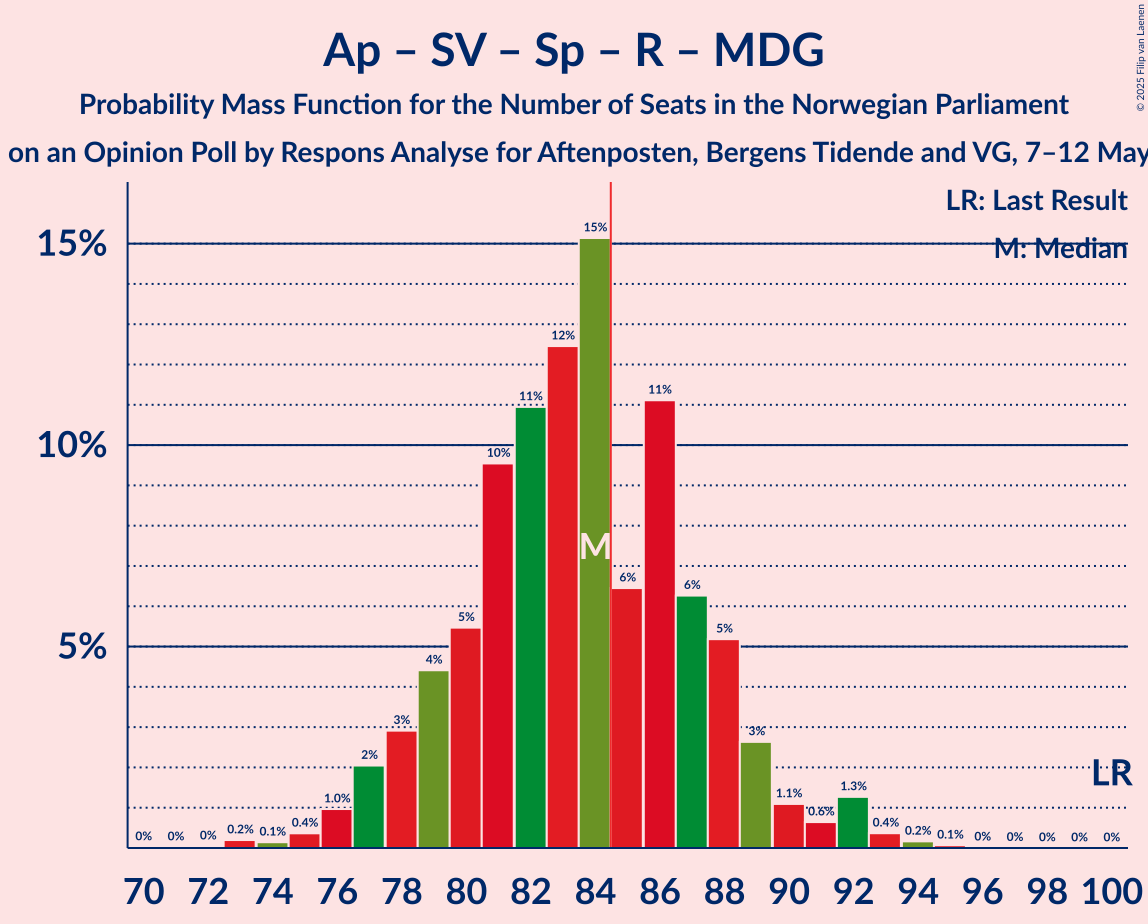 Ap – SV – Sp – R – MDG
Probability Mass Function for the Number of Seats in the Norwegian Parliament
on an Opinion Poll by Respons Analyse for Aftenposten, Bergens Tidende and VG, 7–12 May
© 2025 Filip van Laenen
LR: Last Result
M: Median
15%
10%
5%
0% 0% 0% 0.2% 0.1% 0.4% 1.0% 2% 3% 4% 5% 10% 11% 12% 15% 6% 11% 6% 5% 3% 1.1% 0.6% 1.3% 0.4% 0.2% 0.1% 0% 0% 0% 0% 0%
M
LR
70 72 74 76 78 80 82 84 86 88 90 92 94 96 98 100